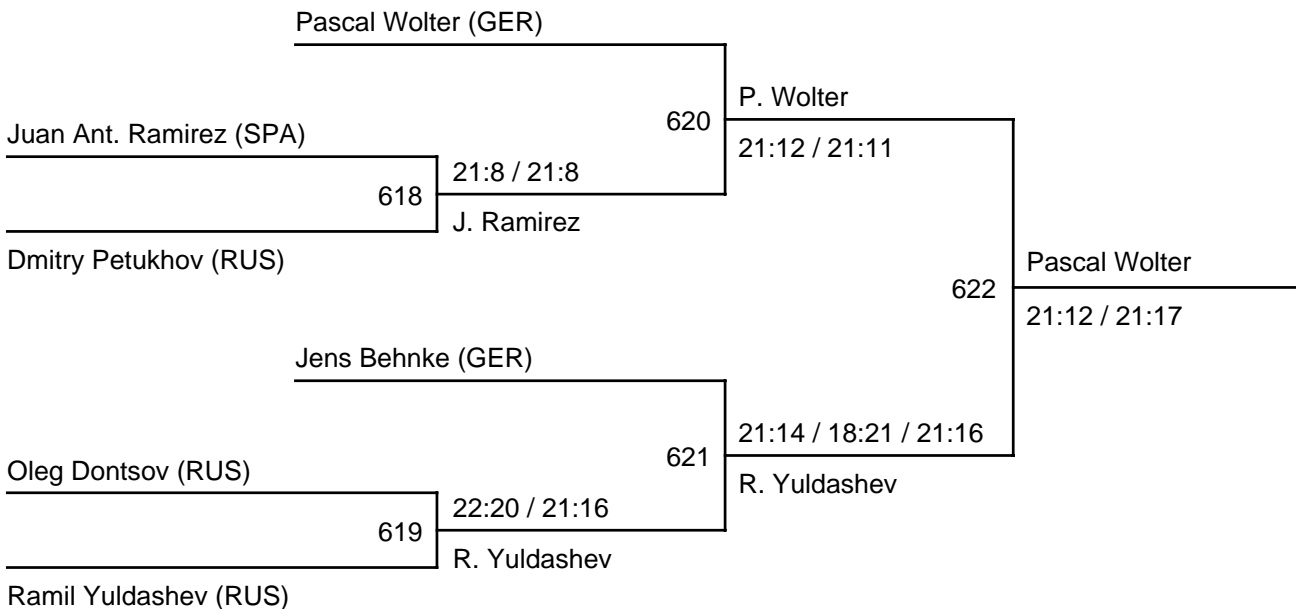 Pascal Wolter (GER)
P. Wolter
620
Juan Ant. Ramirez (SPA)
21:12 / 21:11
21:8 / 21:8
618
J. Ramirez
Dmitry Petukhov (RUS)
Pascal Wolter
622
21:12 / 21:17
Jens Behnke (GER)
21:14 / 18:21 / 21:16
621
Oleg Dontsov (RUS)
R. Yuldashev
22:20 / 21:16
619
R. Yuldashev
Ramil Yuldashev (RUS)